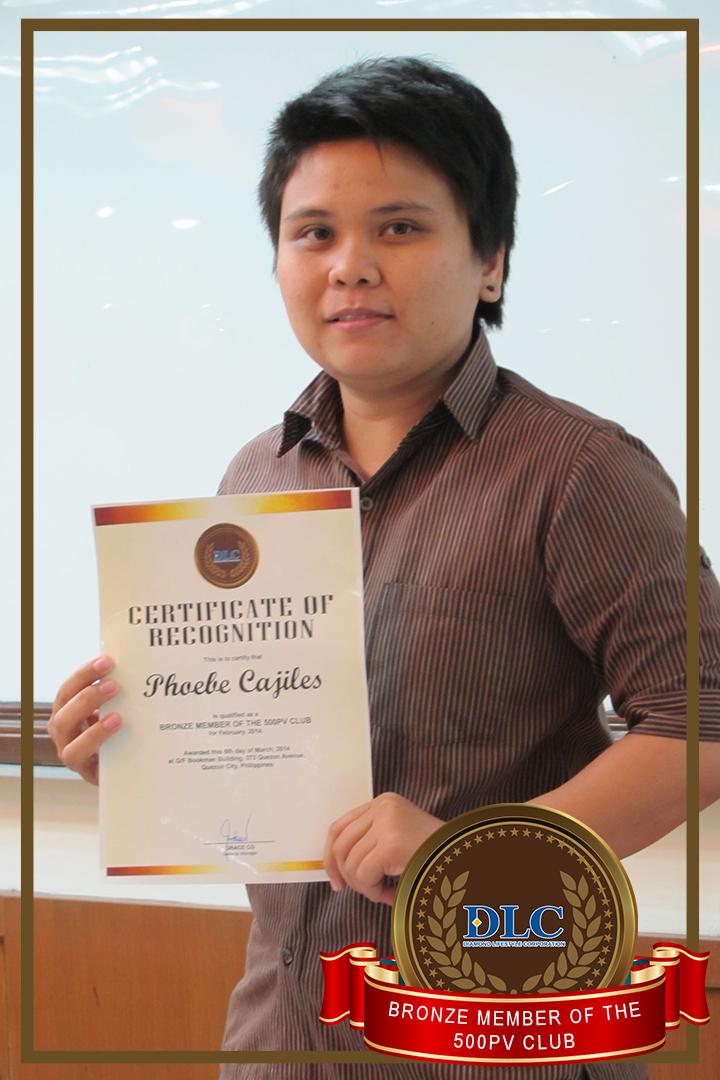 DLC
CERTIFICATE OF
RECOGNITION
This is to certify that
Phoebe Cajiles
is qualified as a
BRONZE MEMBER OF THE 500PV CLUB
for February, 2014.
Awarded this 6th day of March, 2014
at G/F Bookman Building, 373 Quezon Avenue,
Quezon City, Philippines
GRACE CO
General Manager
DLC
DIAMOND LIFESTYLE CORPORATION
BRONZE MEMBER OF THE
500PV CLUB